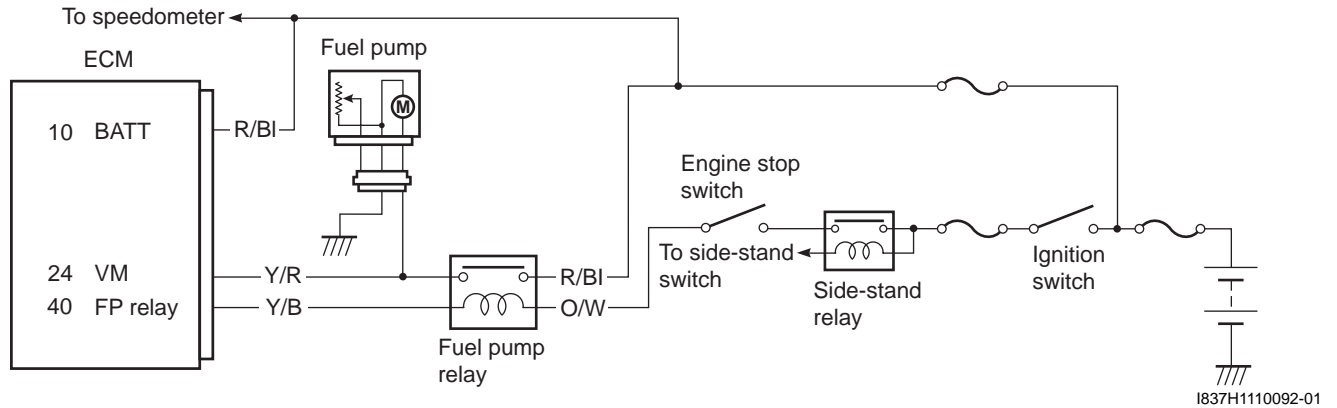 To speedometer
ECM
Fuel pump
M
10 BATT
R/Bl
Engine stop
switch
To side-stand
switch
Ignition
switch
24 VM
Y/R
R/Bl
40 FP relay
Y/B
O/W
Side-stand
relay
Fuel pump
relay
I837H1110092-01